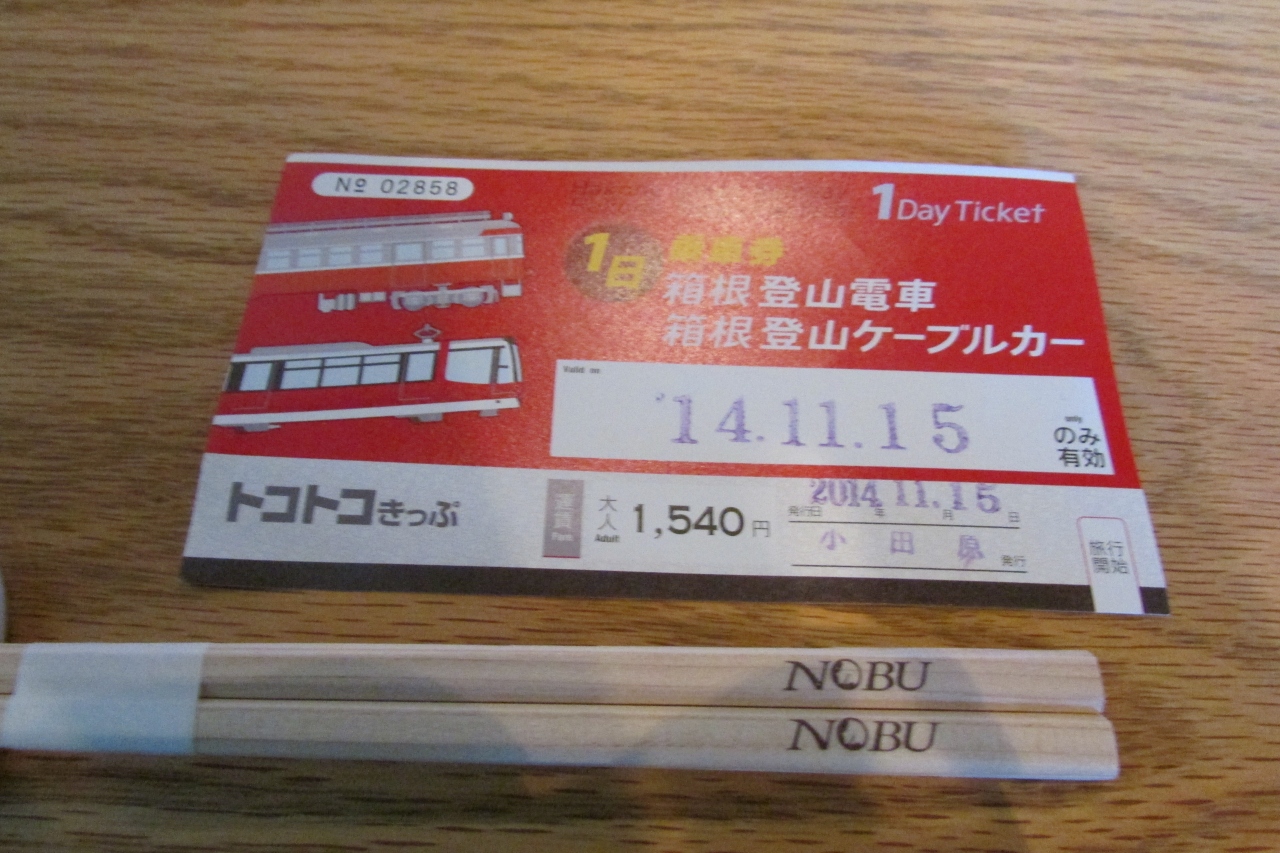 No 02858
1Day Ticket
1日 乗車券
箱根登山電車
箱根登山ケーブルカー
Valid on
'14.11.15
only
のみ
有効
トコトコきっぷ
運賃
Fare
大人
Adult
1,540円
2014.11.15
発行日 年 月 日
小田原
発行
旅行
開始
NOBU
NOBU